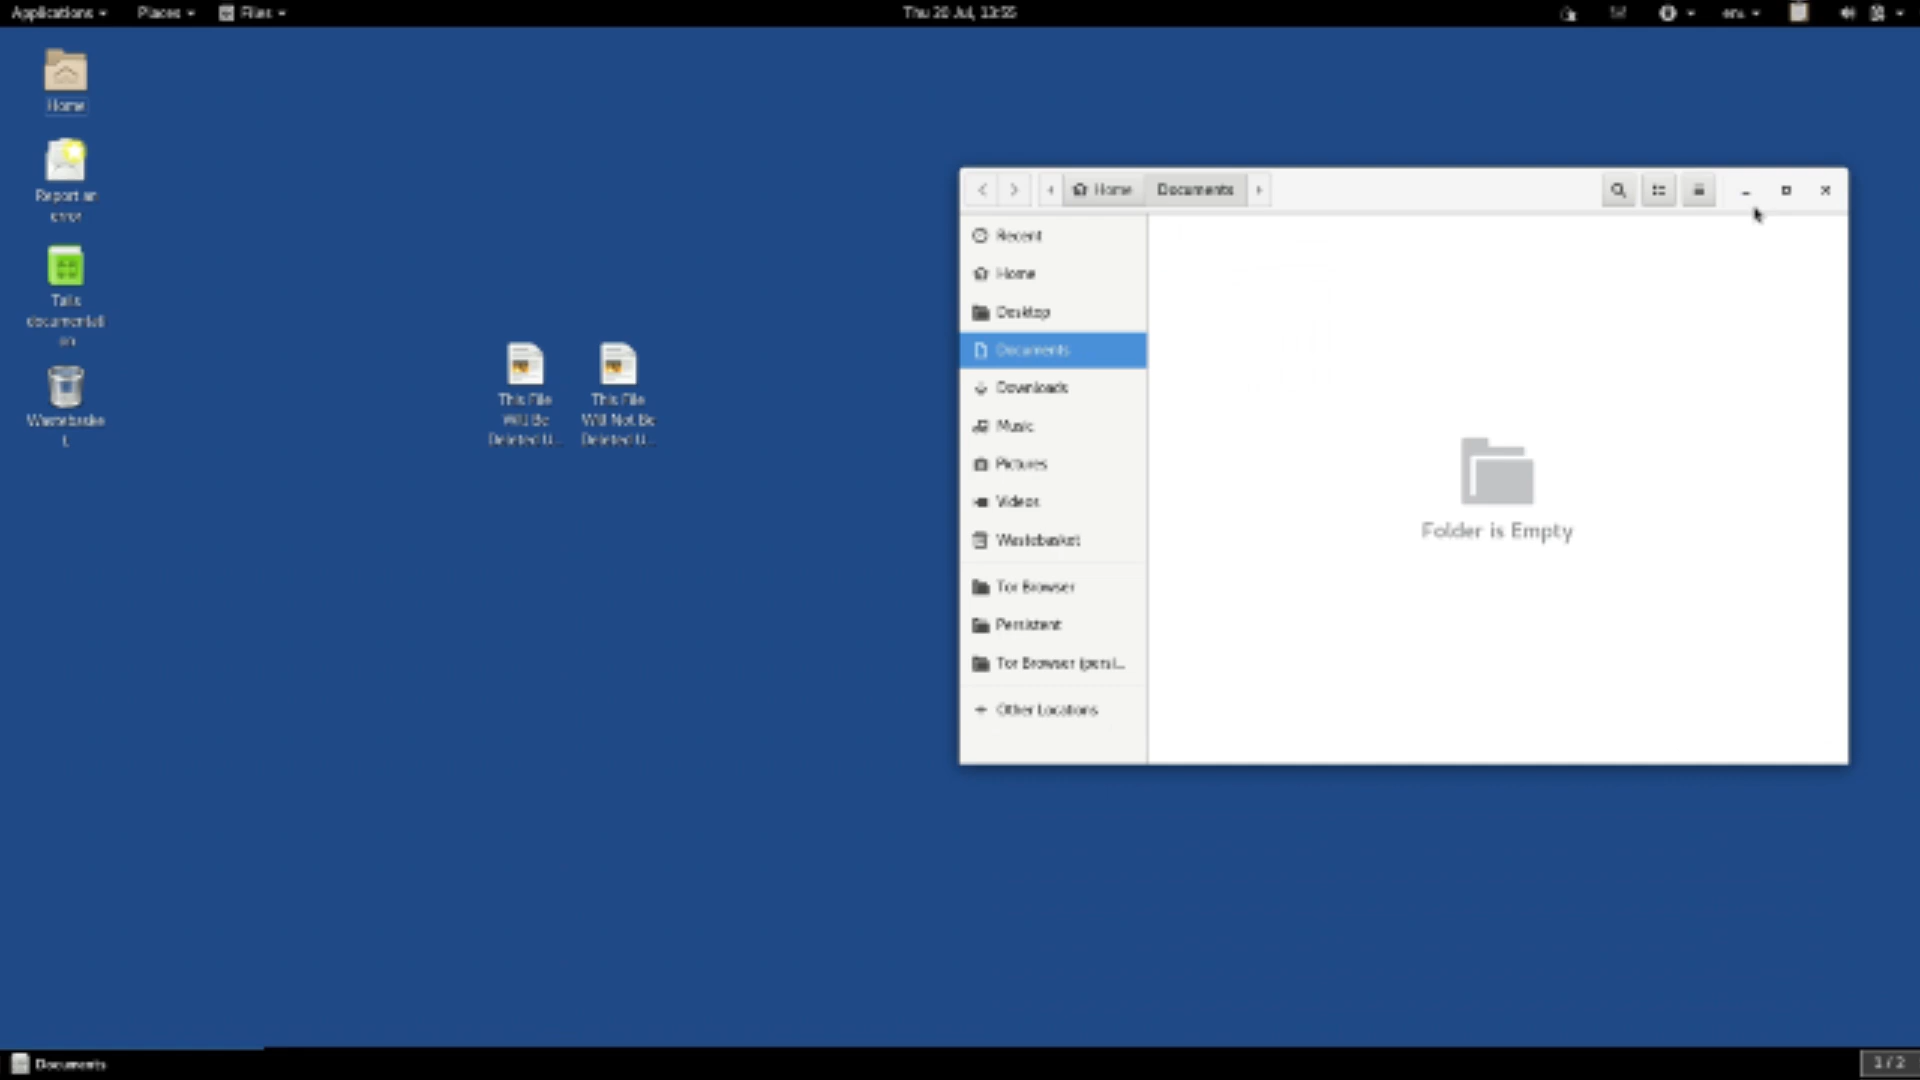 Applications
Places
Files
Thu 20 Jul, 13:55
en
Home
Report an
error
Tails
documentati
on
Wastebaske
t
This File
Will Be
Deleted U...
This File
Will Not Be
Deleted U...
Home
Documents
Recent
Home
Desktop
Documents
Downloads
Music
Pictures
Videos
Wastebasket
Tor Browser
Persistent
Tor Browser (persi...
Other Locations
Folder is Empty
Documents
1 / 2